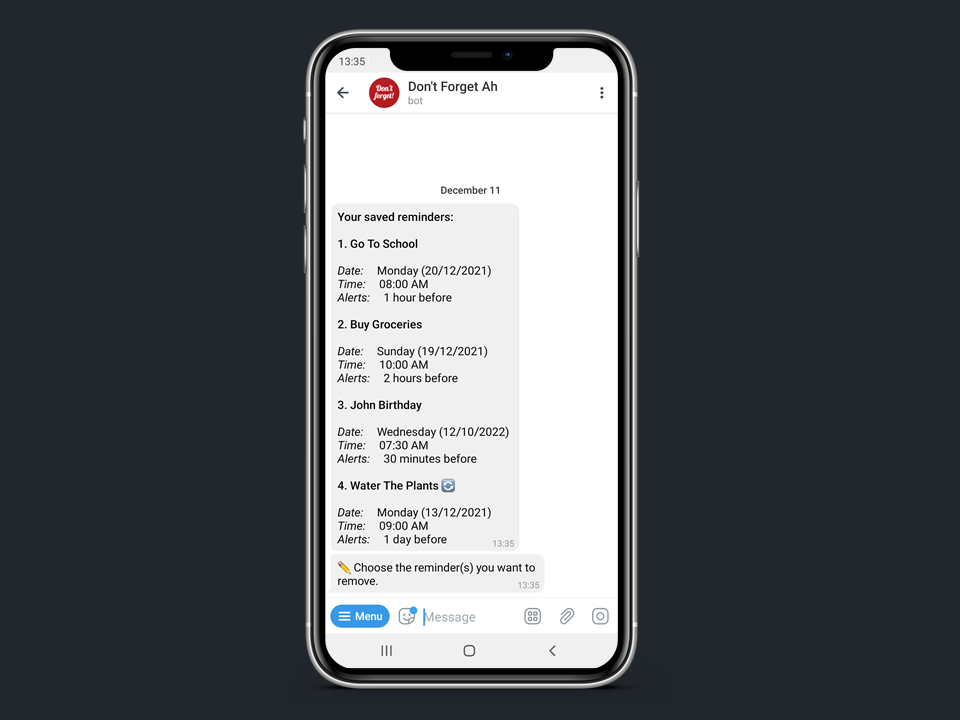 13:35
Don't forget!
Don't Forget Ah
bot
December 11
Your saved reminders:
1. Go To School
Date: Monday (20/12/2021)
Time: 08:00 AM
Alerts: 1 hour before
2. Buy Groceries
Date: Sunday (19/12/2021)
Time: 10:00 AM
Alerts: 2 hours before
3. John Birthday
Date: Wednesday (12/10/2022)
Time: 07:30 AM
Alerts: 30 minutes before
4. Water The Plants
Date: Monday (13/12/2021)
Time: 09:00 AM
Alerts: 1 day before
13:35
Choose the reminder(s) you want to
remove.
13:35
Menu
Message